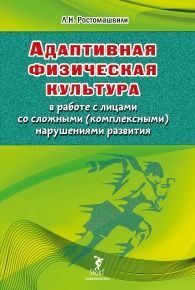 Л.Н. Ростомашвили
АДАПТИВНАЯ
ФИЗИЧЕСКАЯ
КУЛЬТУРА
в работе с лицами
со сложными (комплексными)
нарушениями развития